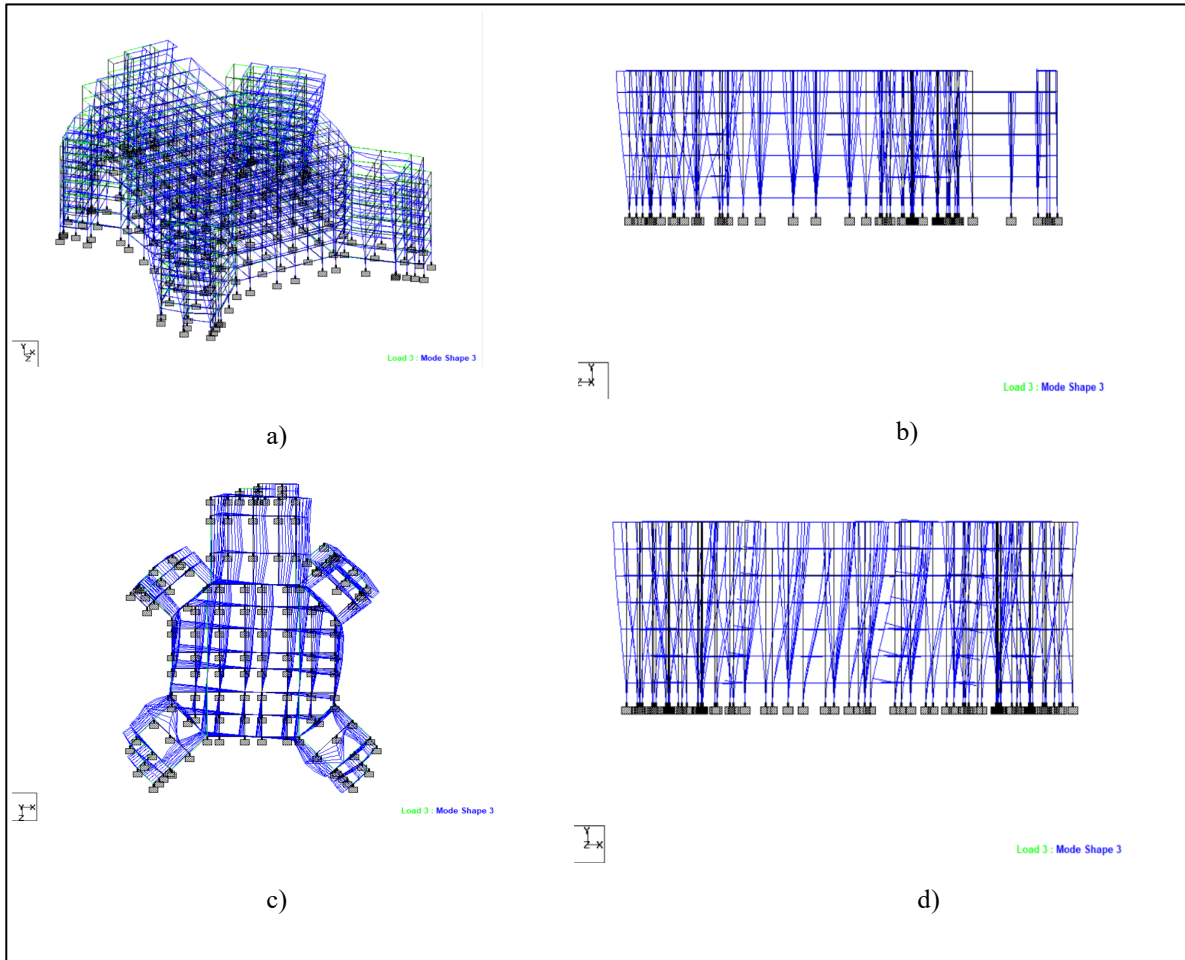 Y
X
Z
Load 3 : Mode Shape 3
a)
Y
Z X
Load 3 : Mode Shape 3
b)
Y X
Z
Load 3 : Mode Shape 3
c)
Y
Z X
Load 3 : Mode Shape 3
d)